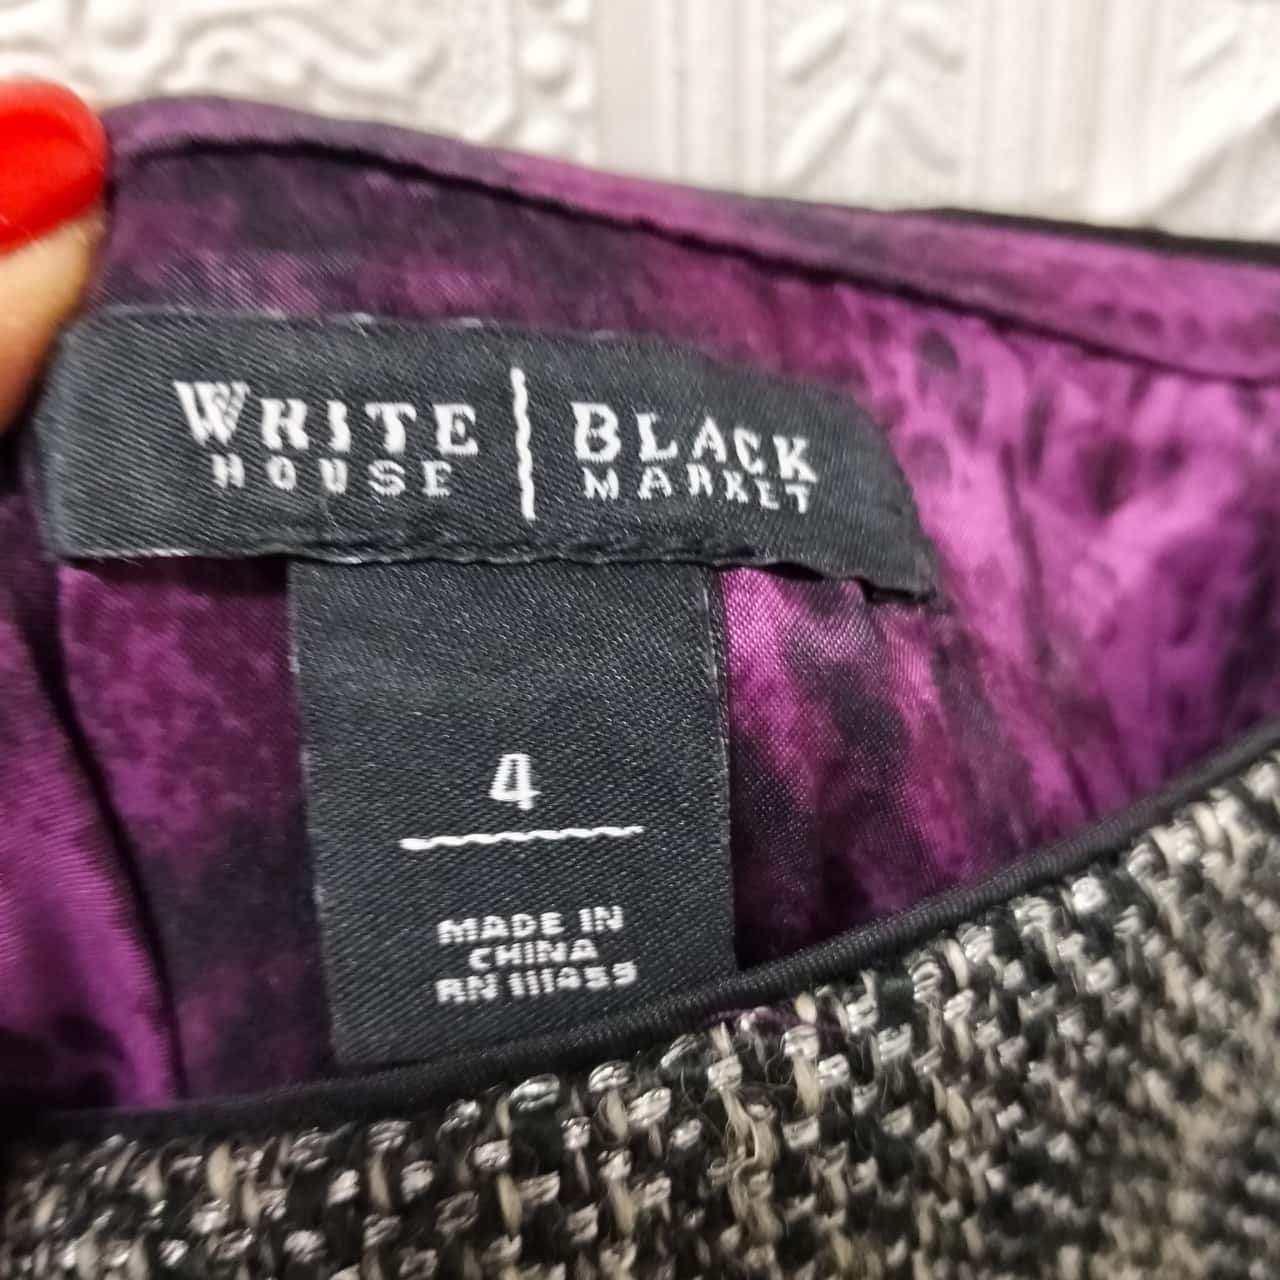 WHITE | BLACK
HOUSE MARKET
4
MADE IN
CHINA
RN 111459